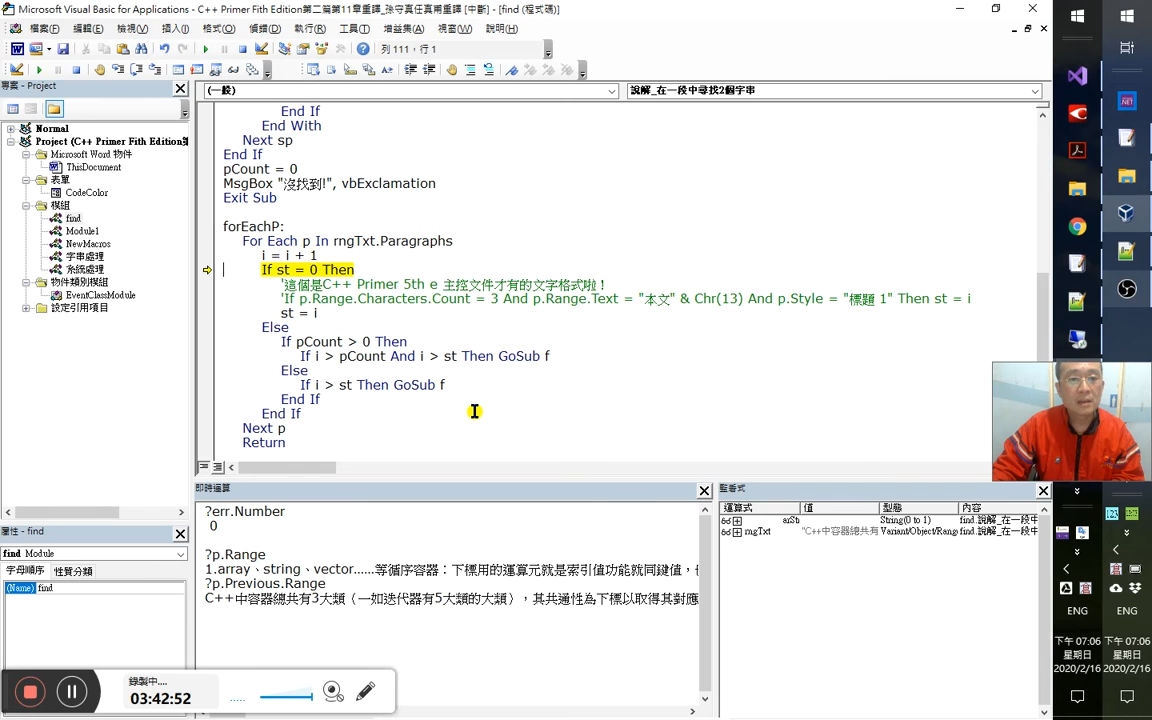 Microsoft Visual Basic for Applications - C++ Primer Fith Edition第二篇第11章重譯_孫守真任真甫重譯 [中斷] - [find (程式碼)]
檔案(F) 編輯(E) 檢視(V) 插入(I) 格式(O) 偵錯(D) 執行(R) 工具(T) 增益集(A) 視窗(W) 說明(H)
列 111，行 1
專案 - Project
(一般)
說解_在一段中尋找2個字串
Normal
Project (C++ Primer Fith Edition第
Microsoft Word 物件
ThisDocument
表單
CodeColor
模組
find
Module1
NewMacros
字串處理
系統處理
物件類別模組
EventClassModule
設定引用項目
End If
End With
Next sp
End If
pCount = 0
MsgBox "沒找到!", vbExclamation
Exit Sub
forEachP:
For Each p In rngTxt.Paragraphs
i = i + 1
If st = 0 Then
'這個是C++ Primer 5th e 主控文件才有的文字格式啦！
'If p.Range.Characters.Count = 3 And p.Range.Text = "本文" & Chr(13) And p.Style = "標題 1" Then st = i
st = i
Else
If pCount > 0 Then
If i > pCount And i > st Then GoSub f
Else
If i > st Then GoSub f
End If
End If
Next p
Return
屬性 - find
find Module
字母順序 性質分類
(Name) find
即時運算
?err.Number
0
?p.Range
1.array、string、vector……等循序容器：下標用的運算元就是索引值功能就同鍵值，
?p.Previous.Range
C++中容器總共有3大類（一如迭代器有5大類的大類），其共通性為下標以取得其對應
監看式
運算式 值 型態 內容
String(0 to 1) find.說解_在一段中
rngTxt "C++中容器總共有 Variant/Object/Rang find.說解_在一段中
錄製中....
03:42:52
ENG ENG
下午 07:06 下午 07:06
星期日 星期日
2020/2/16 2020/2/16